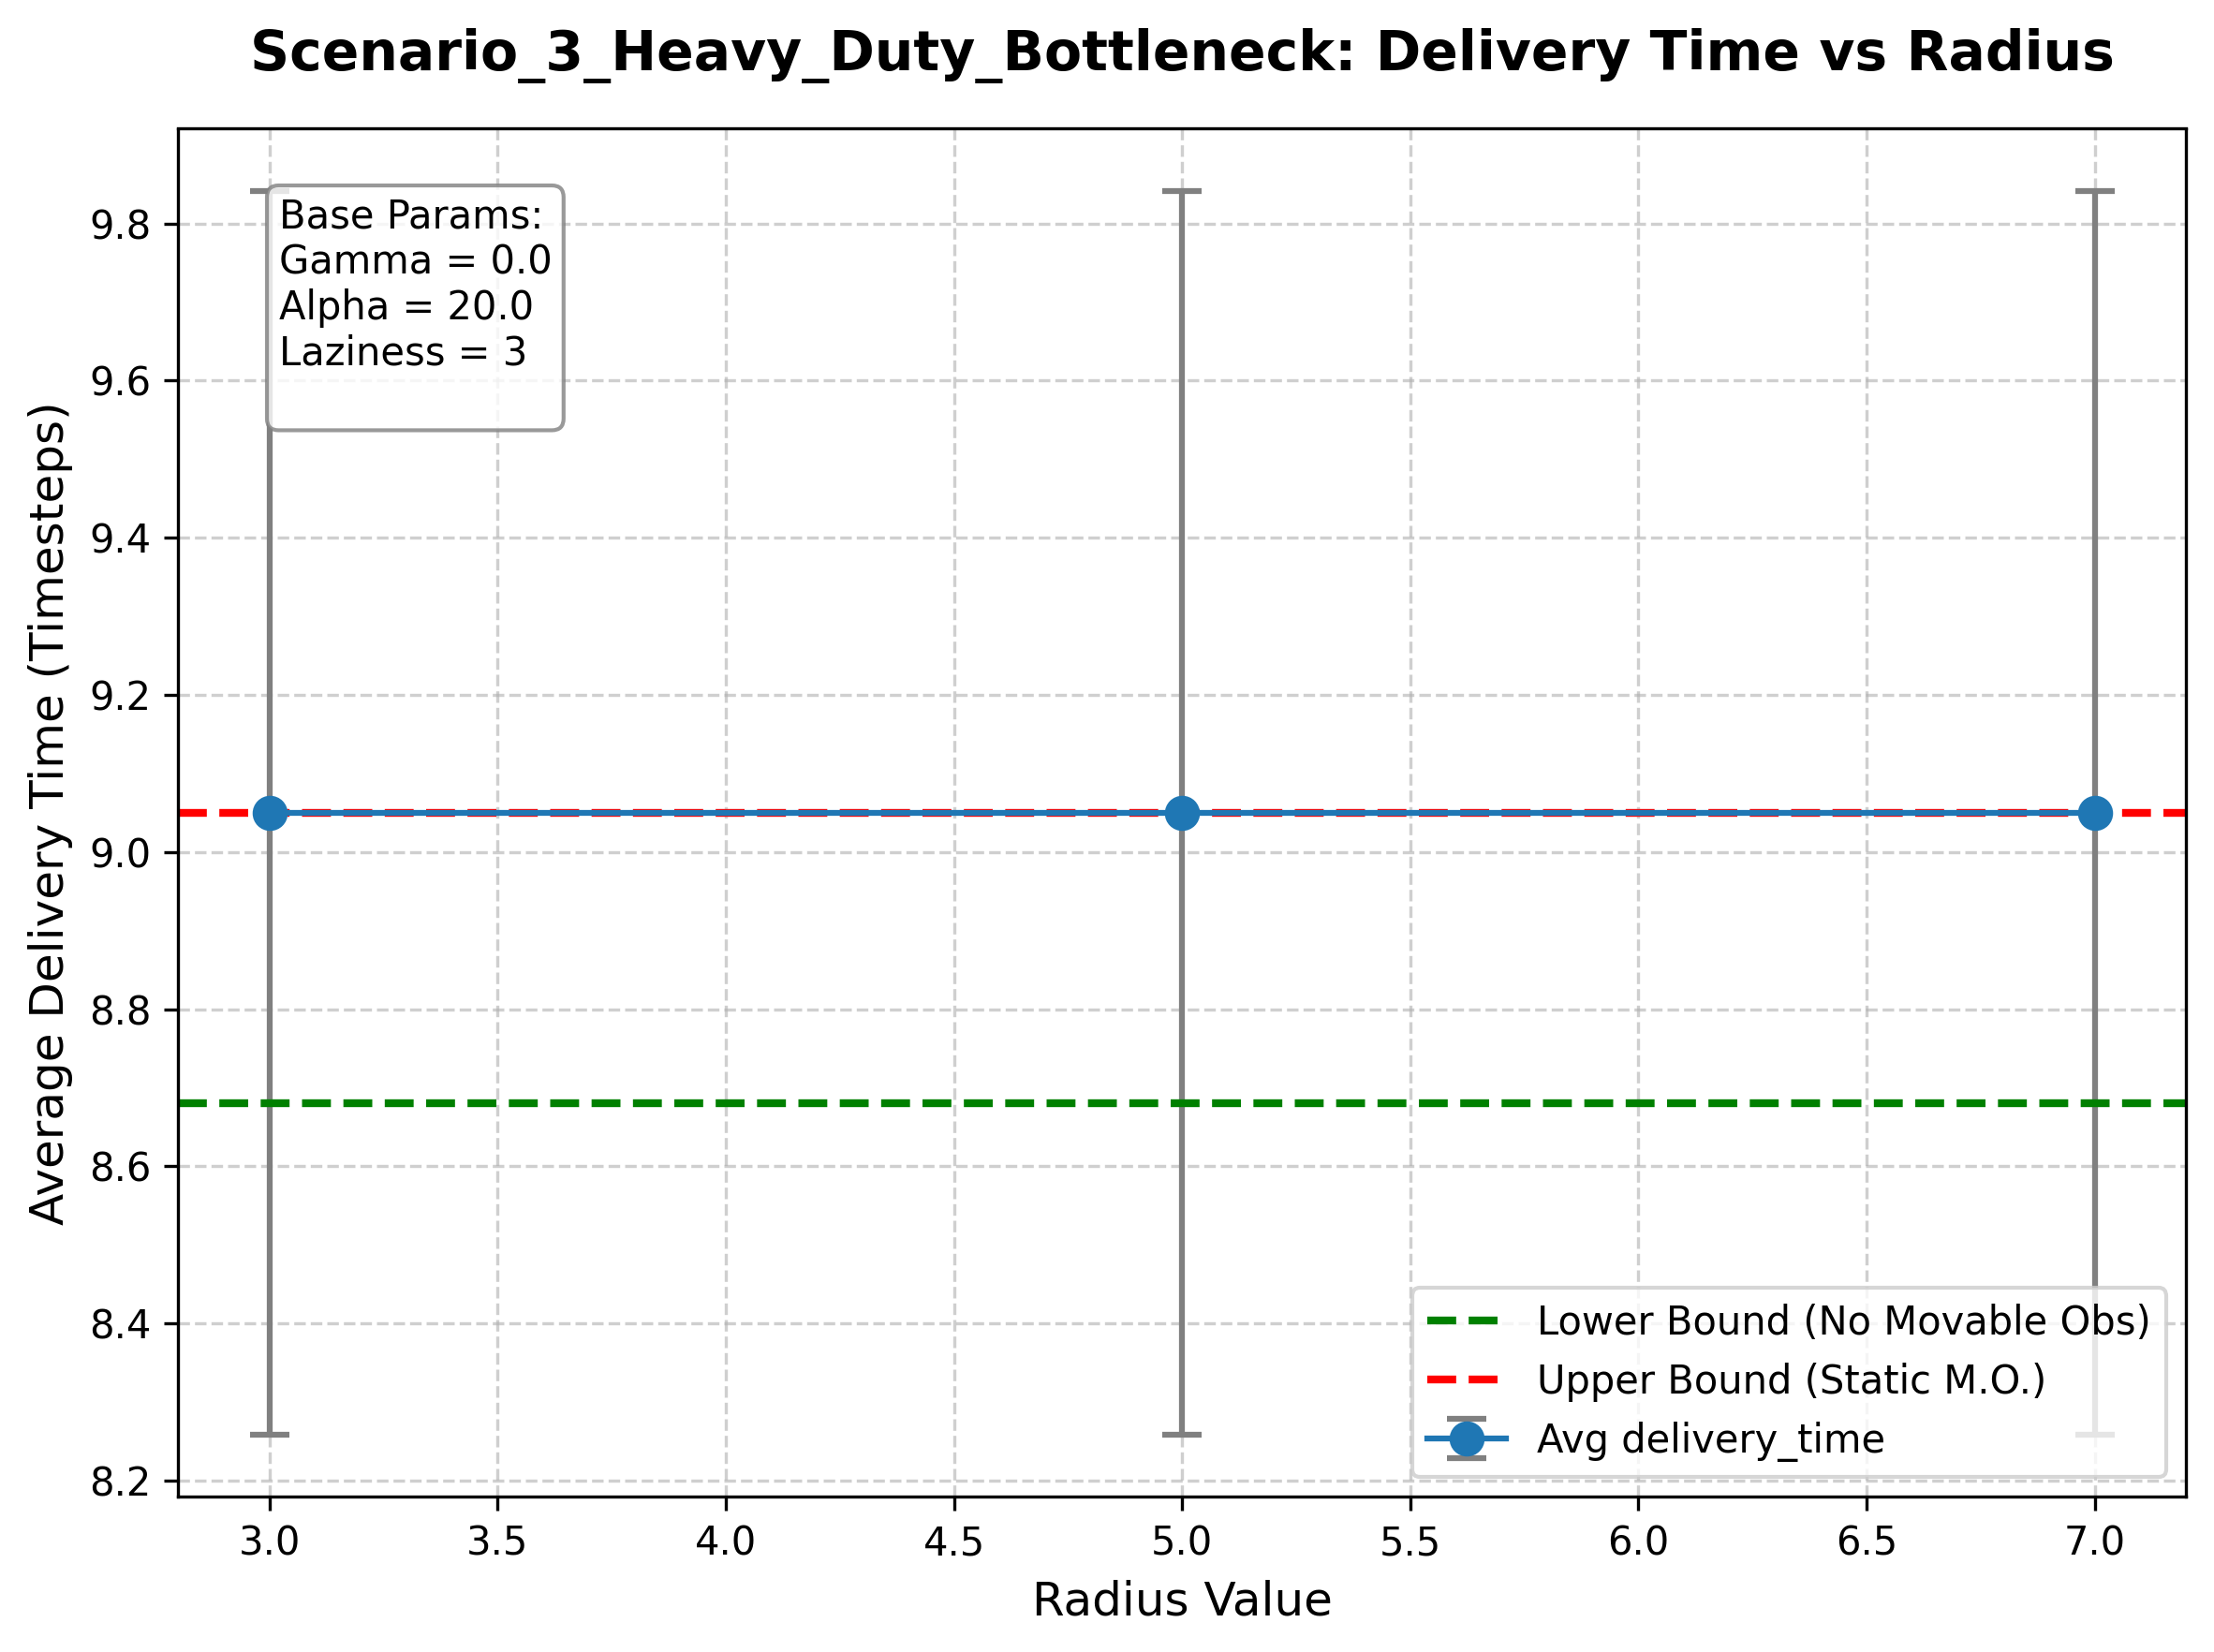 Scenario_3_Heavy_Duty_Bottleneck: Delivery Time vs Radius
Average Delivery Time (Timesteps)
9.8
9.6
9.4
9.2
9.0
8.8
8.6
8.4
8.2
Base Params:
Gamma = 0.0
Alpha = 20.0
Laziness = 3
Lower Bound (No Movable Obs)
Upper Bound (Static M.O.)
Avg delivery_time
3.0 3.5 4.0 4.5 5.0 5.5 6.0 6.5 7.0
Radius Value